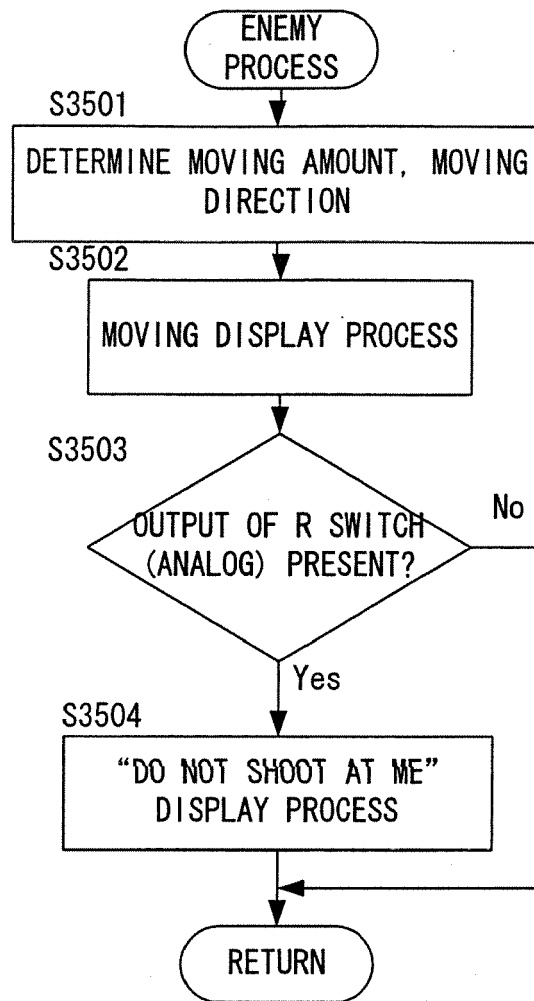 ENEMY
PROCESS
S3501
DETERMINE MOVING AMOUNT, MOVING
DIRECTION
S3502
MOVING DISPLAY PROCESS
S3503
OUTPUT OF R SWITCH
(ANALOG) PRESENT?
No
Yes
S3504
“DO NOT SHOOT AT ME”
DISPLAY PROCESS
RETURN